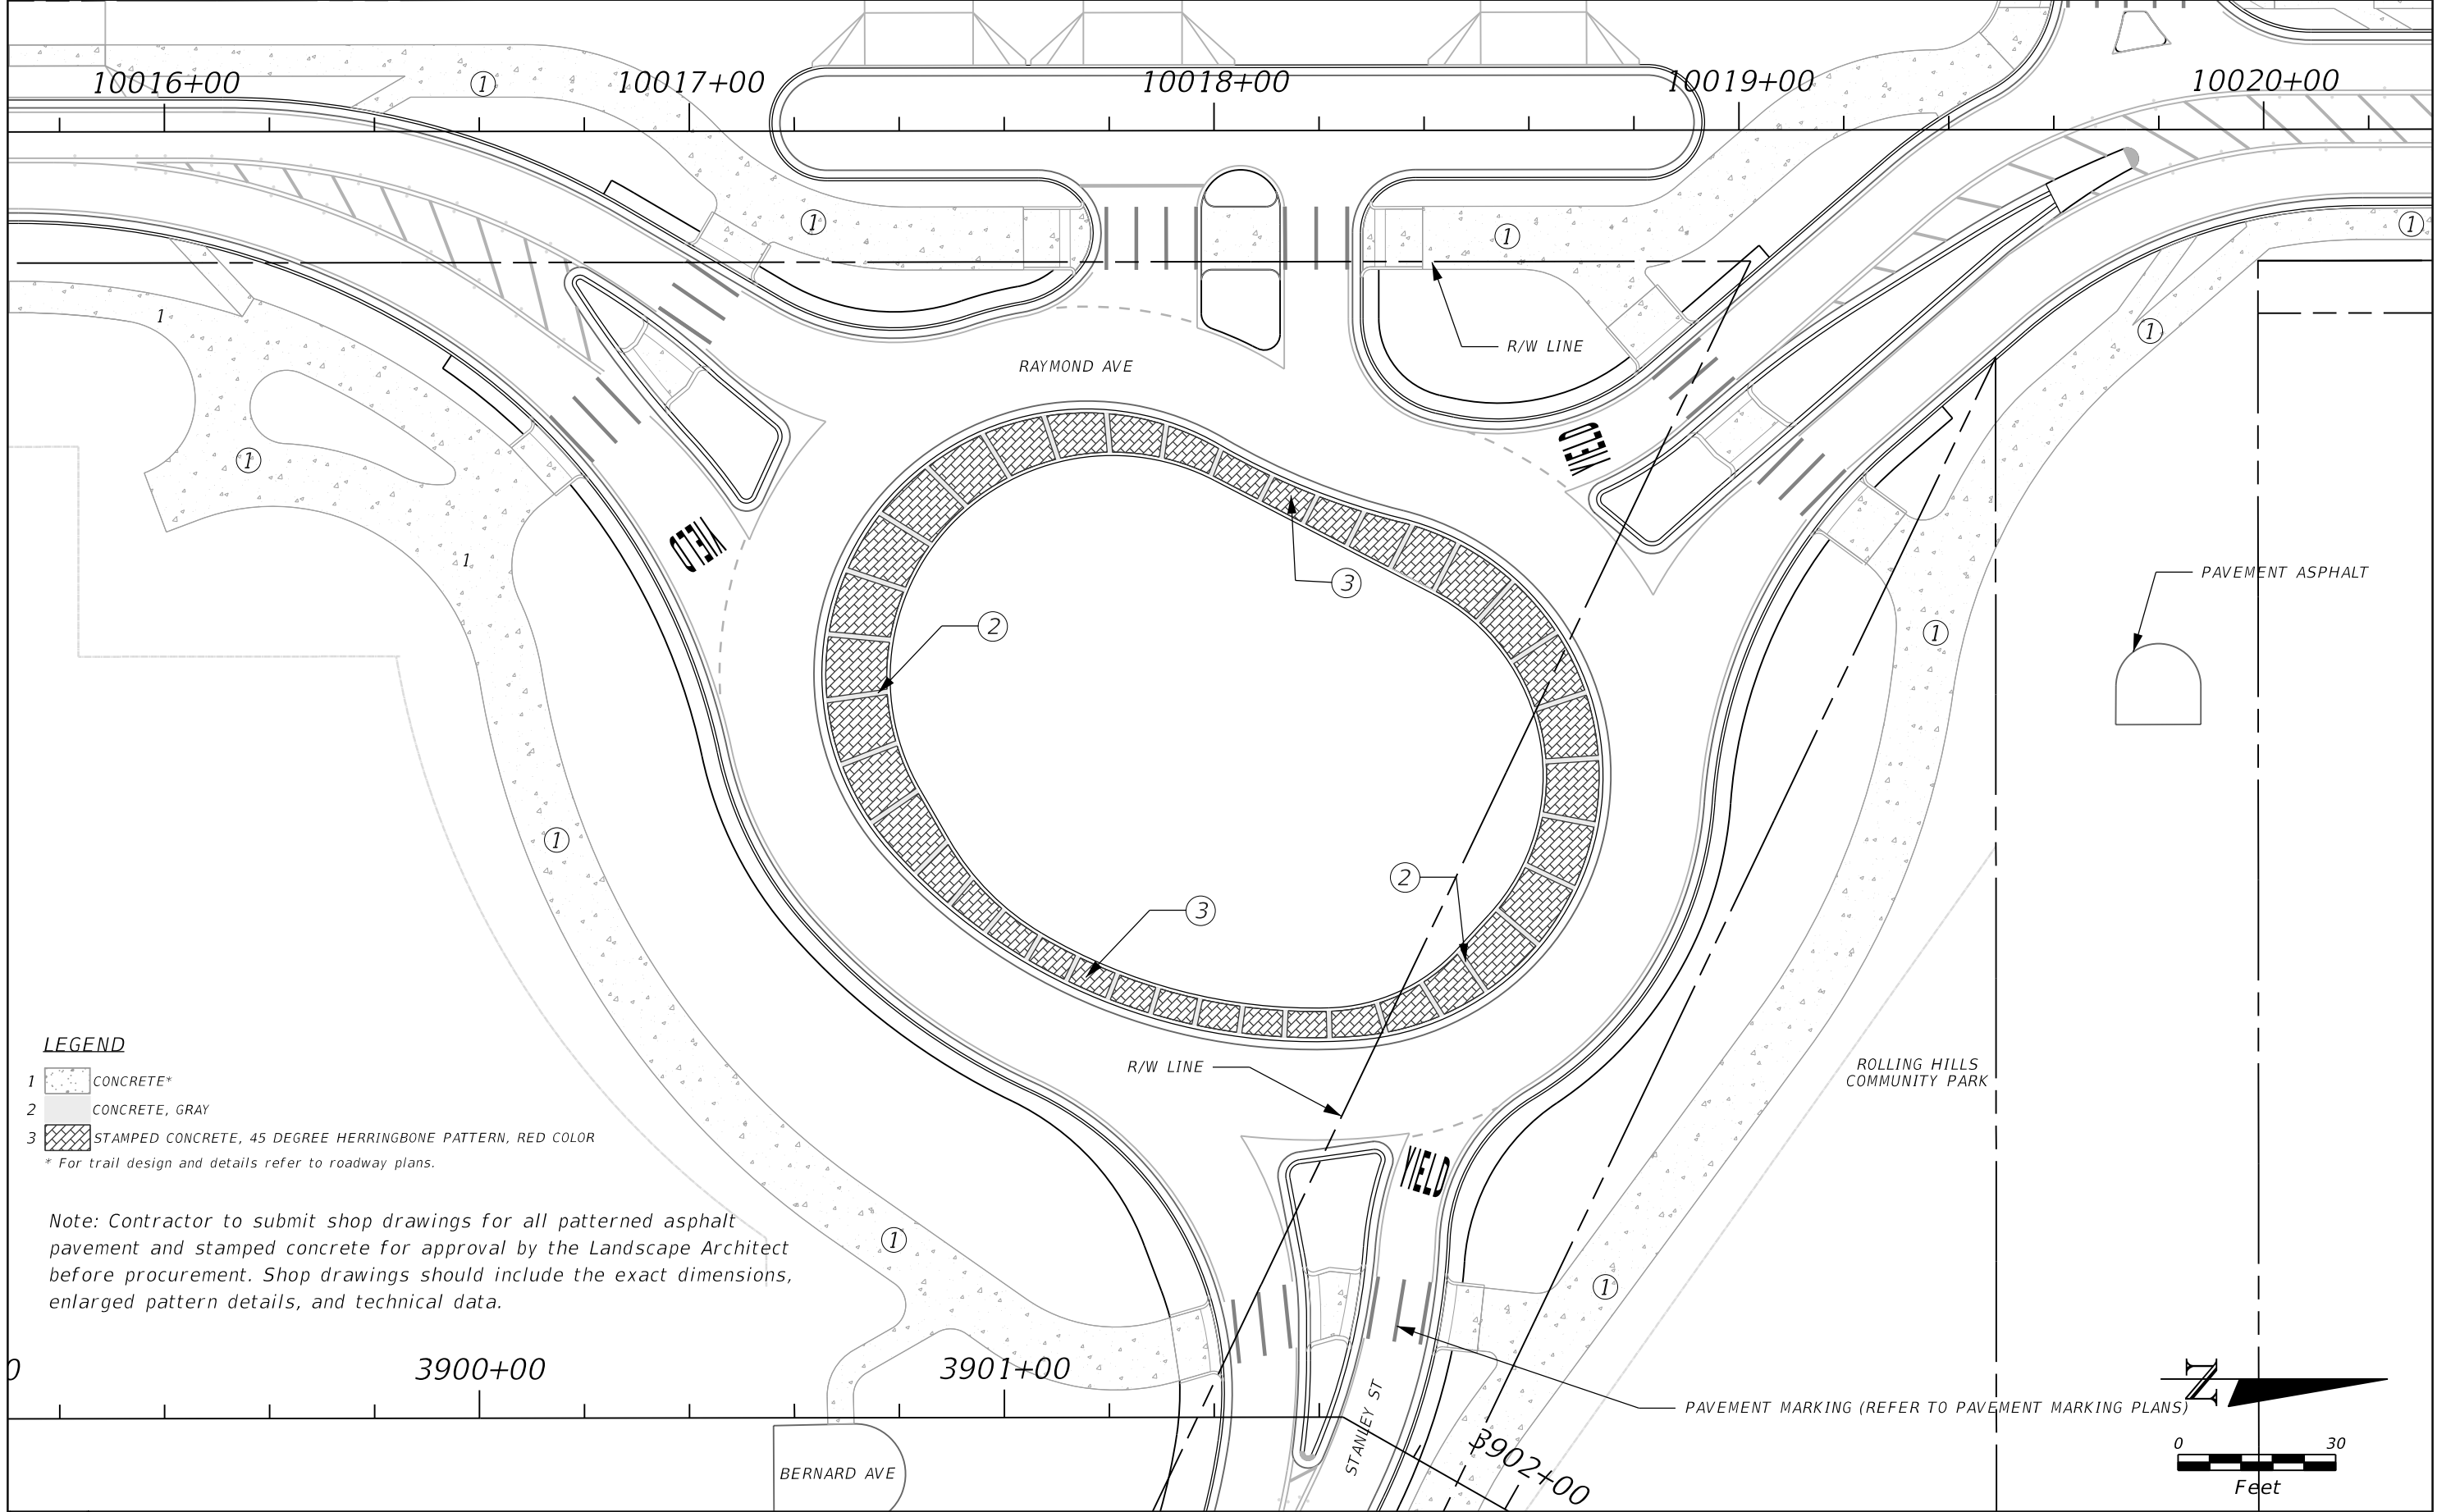 10016+00
10017+00
10018+00
10019+00
10020+00
1
1
1
1
1
1
R/W LINE
RAYMOND AVE
YIELD
1
YIELD
1
3
PAVEMENT ASPHALT
2
1
1
2
3
R/W LINE
ROLLING HILLS
COMMUNITY PARK
LEGEND
1 CONCRETE*
2 CONCRETE, GRAY
3 STAMPED CONCRETE, 45 DEGREE HERRINGBONE PATTERN, RED COLOR
* For trail design and details refer to roadway plans.
YIELD
Note: Contractor to submit shop drawings for all patterned asphalt
pavement and stamped concrete for approval by the Landscape Architect
before procurement. Shop drawings should include the exact dimensions,
enlarged pattern details, and technical data.
1
1
0
3900+00
3901+00
3902+00
STANLEY ST
PAVEMENT MARKING (REFER TO PAVEMENT MARKING PLANS)
BERNARD AVE
N
0 30
Feet